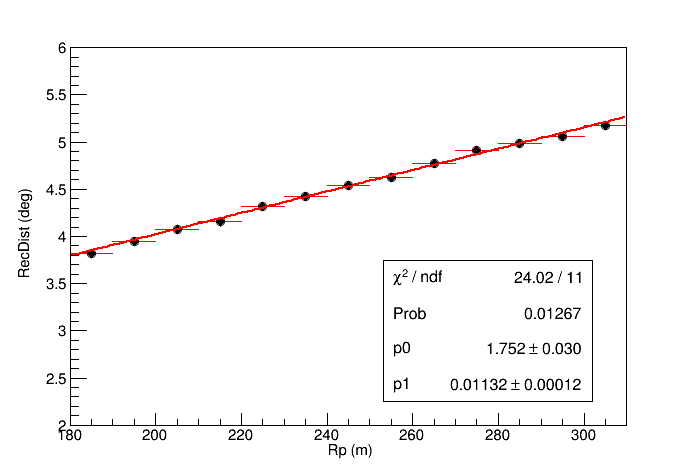 6
5.5
5
4.5
4
3.5
3
2.5
2
RecDist (deg)
χ² / ndf 24.02 / 11
Prob 0.01267
p0 1.752 ± 0.030
p1 0.01132 ± 0.00012
180 200 220 240 260 280 300
Rp (m)